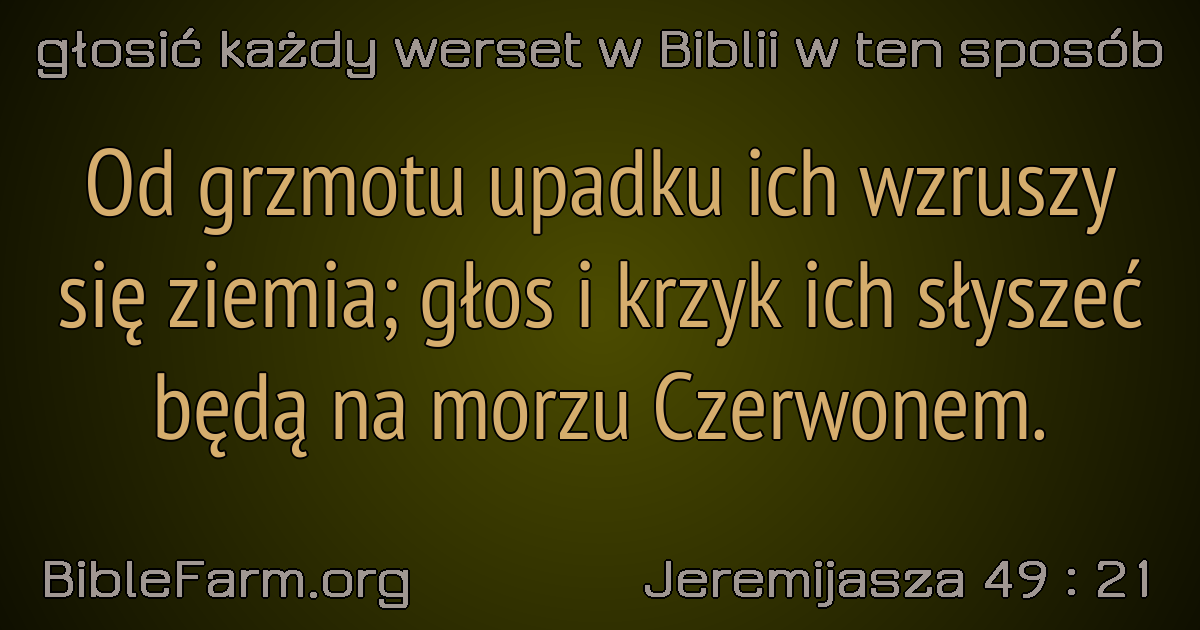 głosić każdy werset w Biblii w ten sposób
Od grzmotu upadku ich wzruszy
się ziemia; głos i krzyk ich słyszeć
będą na morzu Czerwonem.
BibleFarm.org
Jeremijasza 49 : 21